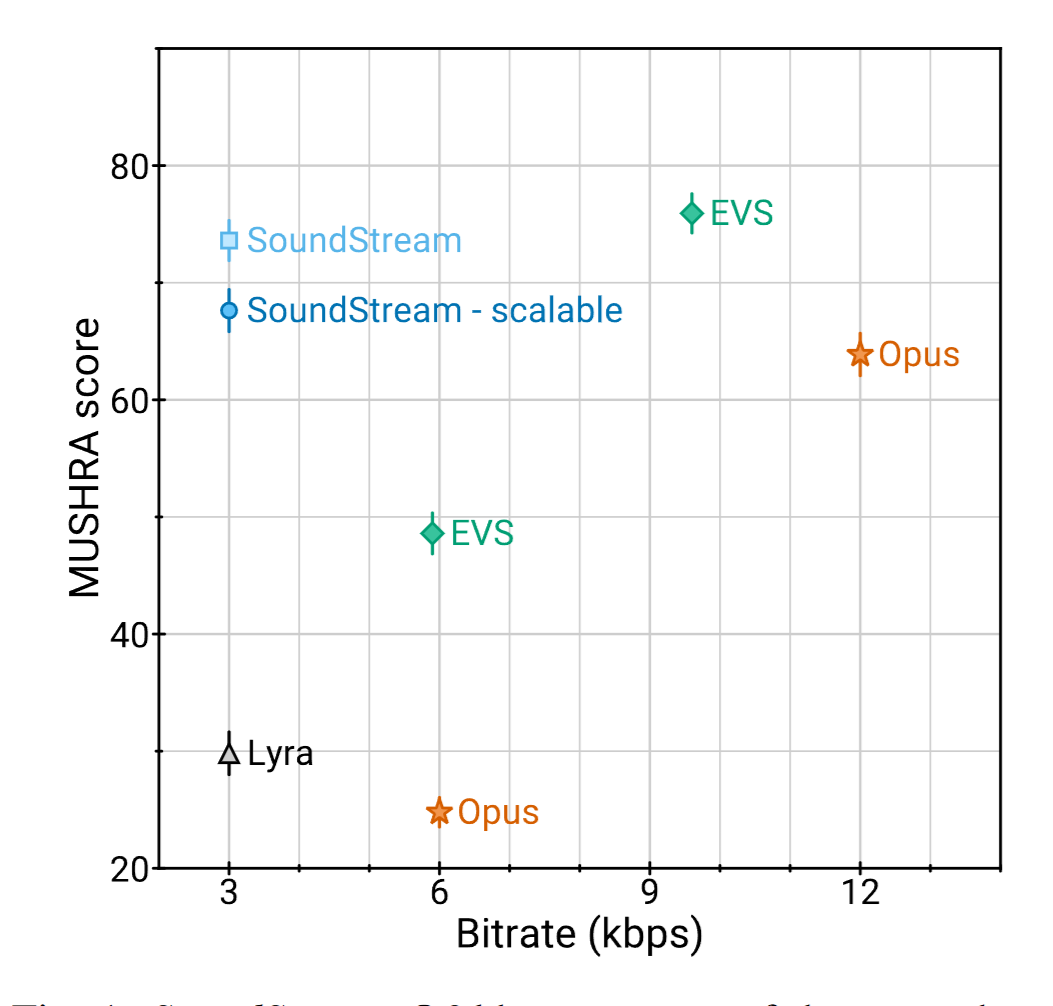 80
SoundStream
EVS
SoundStream - scalable
Opus
60
MUSHRA score
EVS
40
Lyra
Opus
20
3 6 9 12
Bitrate (kbps)